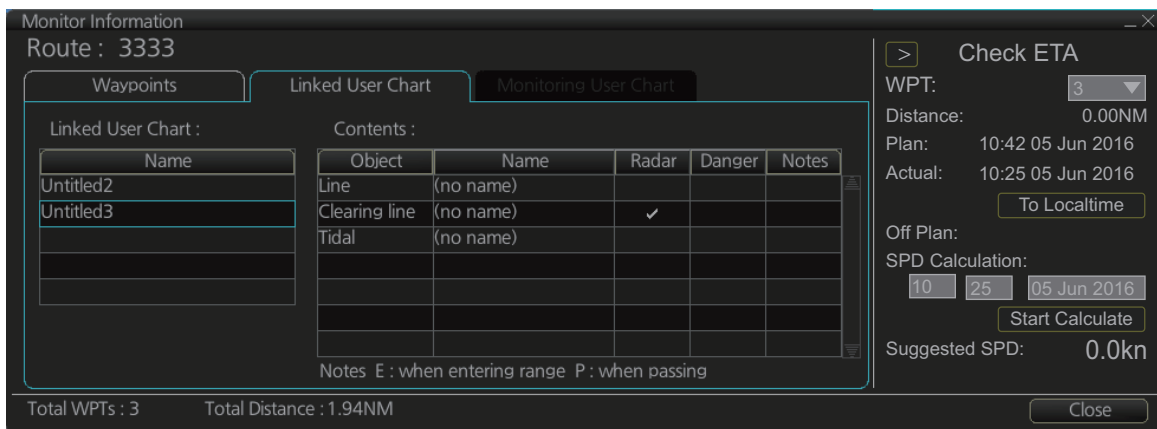 Monitor Information
Route : 3333
Waypoints
Linked User Chart
Monitoring User Chart
Linked User Chart :
Name
Untitled2
Untitled3
Contents :
Object Name Radar Danger Notes
Line (no name)
Clearing line (no name) ✓
Tidal (no name)
Notes E : when entering range P : when passing
> Check ETA
WPT: 3
Distance: 0.00NM
Plan: 10:42 05 Jun 2016
Actual: 10:25 05 Jun 2016
To Localtime
Off Plan:
SPD Calculation:
10 25 05 Jun 2016
Start Calculate
Suggested SPD: 0.0kn
Total WPTs : 3 Total Distance : 1.94NM
Close